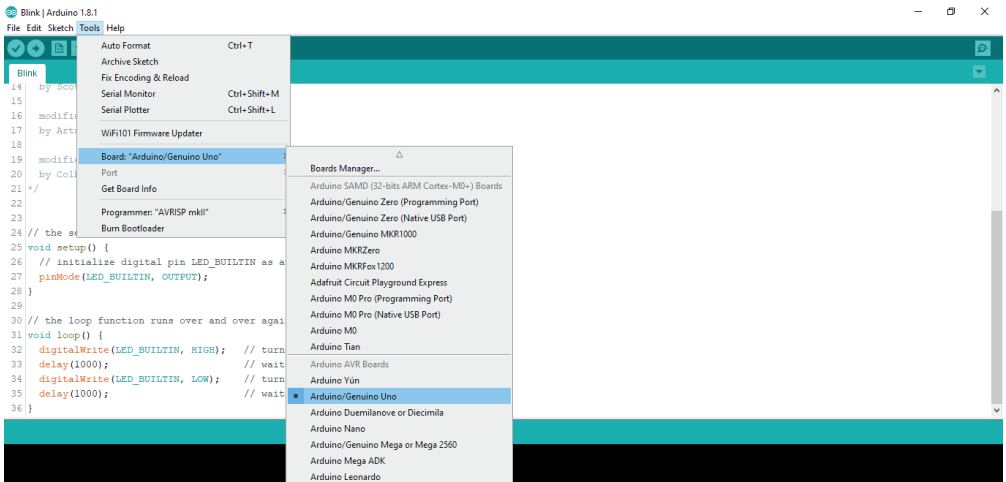 Blink | Arduino 1.8.1
File Edit Sketch Tools Help
Blink
Auto Format Ctrl+T
Archive Sketch
Fix Encoding & Reload
Serial Monitor Ctrl+Shift+M
Serial Plotter Ctrl+Shift+L
WiFi101 Firmware Updater
Board: "Arduino/Genuino Uno"
Port
Get Board Info
Programmer: "AVRISP mkII"
Burn Bootloader
Boards Manager...
Arduino SAMD (32-bits ARM Cortex-M0+) Boards
Arduino/Genuino Zero (Programming Port)
Arduino/Genuino Zero (Native USB Port)
Arduino/Genuino MKR1000
Arduino MKRZero
Arduino MKRFox1200
Adafruit Circuit Playground Express
Arduino M0 Pro (Programming Port)
Arduino M0 Pro (Native USB Port)
Arduino M0
Arduino Tian
Arduino AVR Boards
Arduino Yún
Arduino/Genuino Uno
Arduino Duemilanove or Diecimila
Arduino Nano
Arduino/Genuino Mega or Mega 2560
Arduino Mega ADK
Arduino Leonardo
14 by Sco
15
16 modifi
17 by Art
18
19 modifi
20 by Col
21 */
22
23
24 // the s
25 void setup() {
26 // initialize digital pin LED_BUILTIN as a
27 pinMode(LED_BUILTIN, OUTPUT);
28 }
29
30 // the loop function runs over and over agai
31 void loop() {
32 digitalWrite(LED_BUILTIN, HIGH); // turn
33 delay(1000); // wait
34 digitalWrite(LED_BUILTIN, LOW); // turn
35 delay(1000); // wait
36 }